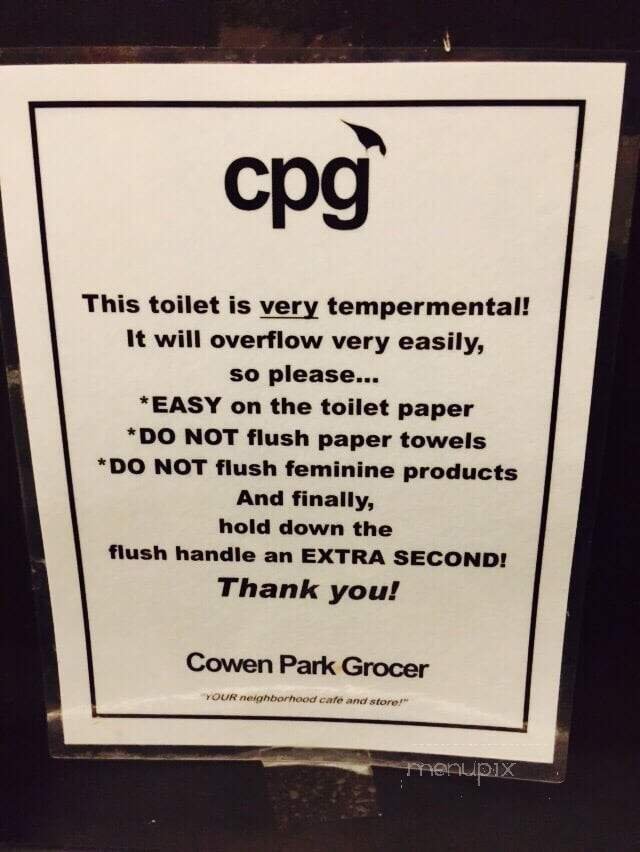 cpg
This toilet is very tempermental!
It will overflow very easily,
so please...
*EASY on the toilet paper
*DO NOT flush paper towels
*DO NOT flush feminine products
And finally,
hold down the
flush handle an EXTRA SECOND!
Thank you!
Cowen Park Grocer
"YOUR neighborhood cafe and store!"
menupix